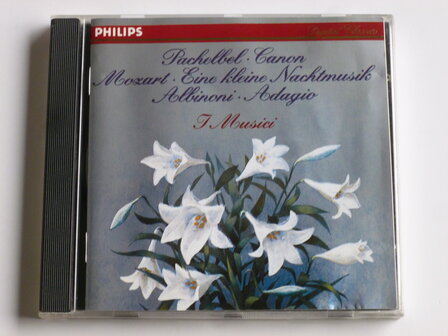 PHILIPS
Digital Classics
Pachelbel · Canon
Mozart · Eine kleine Nachtmusik
Albinoni · Adagio
I Musici